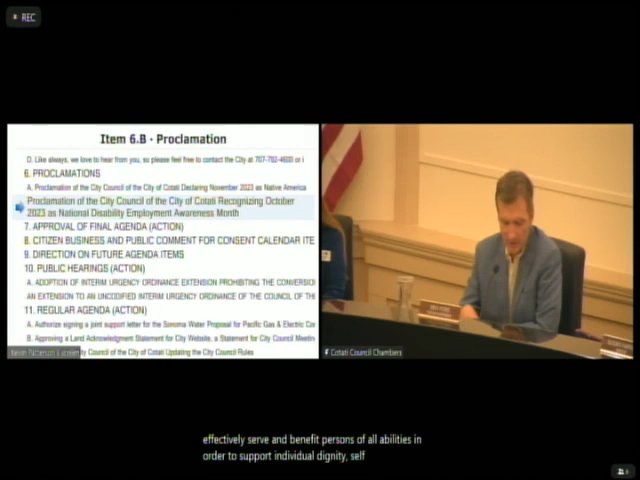 REC
Item 6.B · Proclamation
D. Like always, we love to hear from you, so please feel free to contact the City at 707-792-4600 or i
6. PROCLAMATIONS
A. Proclamation of the City Council of the City of Cotati Declaring November 2023 as Native America
Proclamation of the City Council of the City of Cotati Recognizing October
2023 as National Disability Employment Awareness Month
7. APPROVAL OF FINAL AGENDA (ACTION)
8. CITIZEN BUSINESS AND PUBLIC COMMENT FOR CONSENT CALENDAR ITE
9. DIRECTION ON FUTURE AGENDA ITEMS
10. PUBLIC HEARINGS (ACTION)
A. ADOPTION OF INTERIM URGENCY ORDINANCE EXTENSION PROHIBITING THE CONVERSIO
AN EXTENSION TO AN UNCODIFIED INTERIM URGENCY ORDINANCE OF THE COUNCIL OF TH
11. REGULAR AGENDA (ACTION)
A. Authorize signing a joint support letter for the Sonoma Water Proposal for Pacific Gas & Electric Co
B. Approving a Land Acknowledgment Statement for City Website, a Statement for City Council Meetin
Kevin Patterson
by Council of the City of Cotati Updating the City Council Rules
Cotati Council Chambers
effectively serve and benefit persons of all abilities in
order to support individual dignity, self